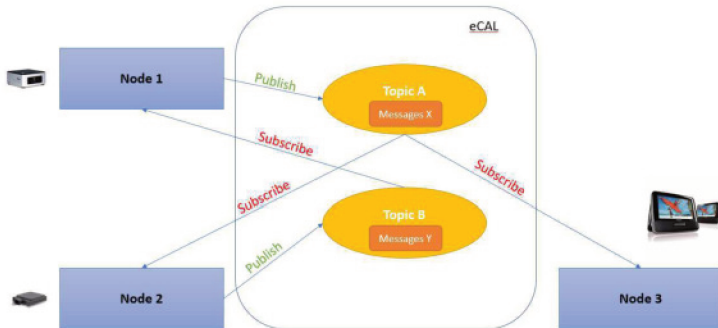 eCAL
Node 1
Publish
Topic A
Messages X
Subscribe
Subscribe
Subscribe
Topic B
Messages Y
Publish
Node 2
Node 3